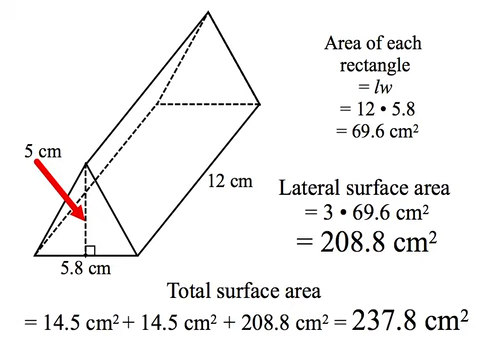 Area of each
rectangle
= lw
= 12 • 5.8
= 69.6 cm²
5 cm
12 cm
Lateral surface area
= 3 • 69.6 cm²
= 208.8 cm²
5.8 cm
Total surface area
= 14.5 cm² + 14.5 cm² + 208.8 cm² = 237.8 cm²